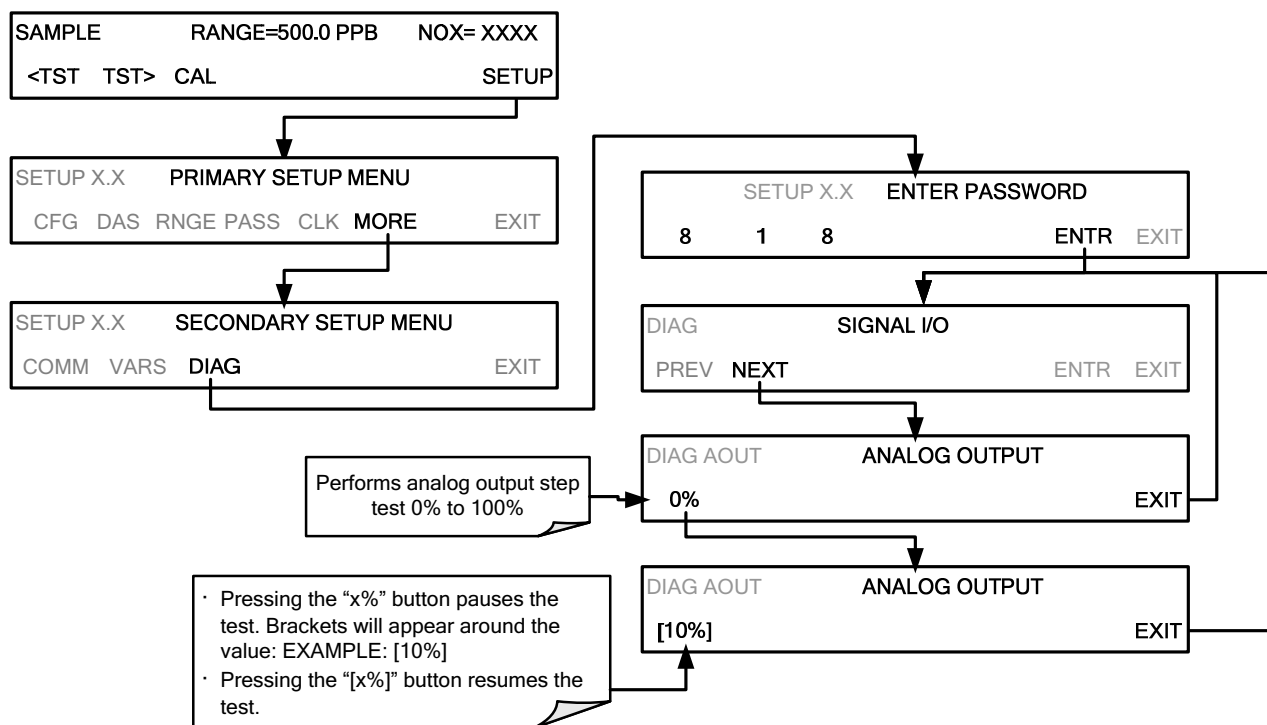 SAMPLE RANGE=500.0 PPB NOX= XXXX
<TST TST> CAL SETUP
SETUP X.X PRIMARY SETUP MENU
CFG DAS RNGE PASS CLK MORE EXIT
SETUP X.X SECONDARY SETUP MENU
COMM VARS DIAG EXIT
SETUP X.X ENTER PASSWORD
8 1 8 ENTR EXIT
DIAG SIGNAL I/O
PREV NEXT ENTR EXIT
DIAG AOUT ANALOG OUTPUT
0% EXIT
Performs analog output step
test 0% to 100%
DIAG AOUT ANALOG OUTPUT
[10%] EXIT
· Pressing the “x%” button pauses the
test. Brackets will appear around the
value: EXAMPLE: [10%]
· Pressing the “[x%]” button resumes the
test.